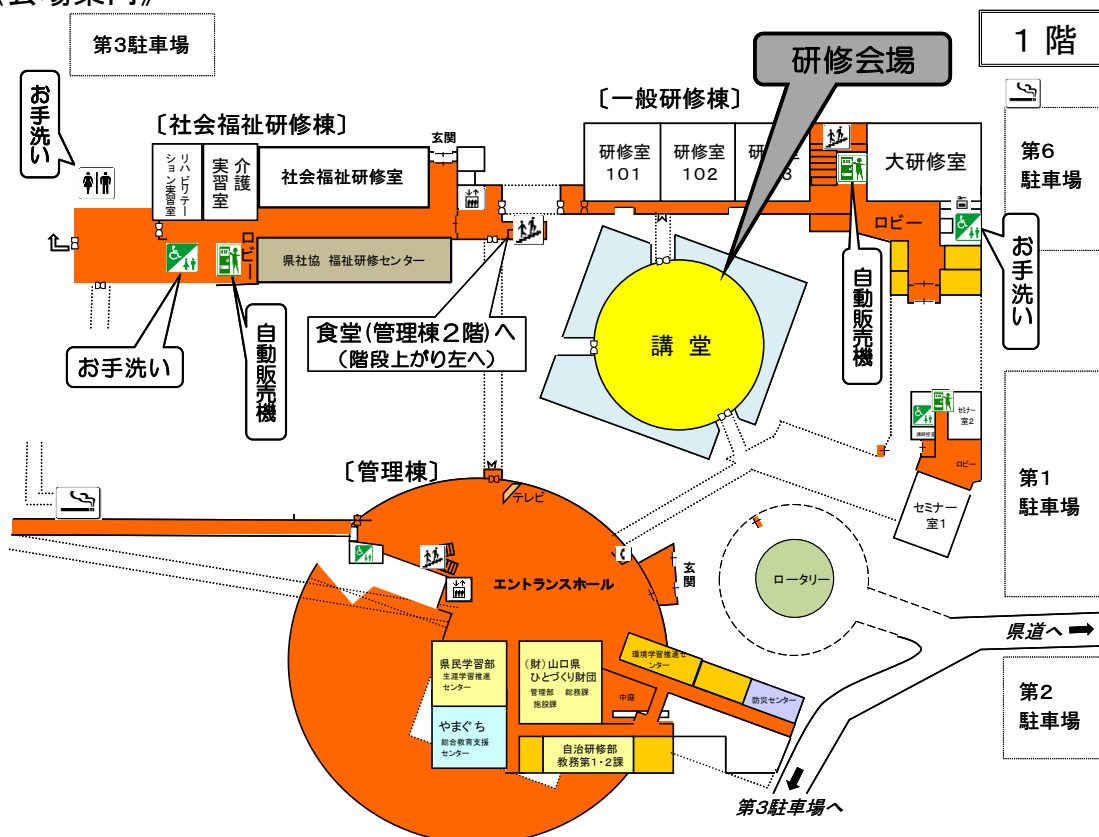 《会場案内》
第3駐車場
1 階
研修会場
お手洗い
〔社会福祉研修棟〕
玄関
リハビリテー
ション実習室
介護
実習室
社会福祉研修室
ロビー
県社協 福祉研修センター
お手洗い
自動販売機
食堂(管理棟2階)へ
(階段上がり左へ)
〔一般研修棟〕
研修室
101
研修室
102
大研修室
ロビー
自動販売機
お手洗い
第6
駐車場
講 堂
セミナー
室2
ロビー
セミナー
室1
第1
駐車場
〔管理棟〕
テレビ
エントランスホール
玄関
ロータリー
県道へ ➡
県民学習部
生涯学習推進
センター
(財)山口県
ひとづくり財団
管理部 総務課
施設課
環境学習推進セ
ンター
防災センター
中庭
やまぐち
総合教育支援
センター
自治研修部
教務第1・2課
第2
駐車場
第3駐車場へ